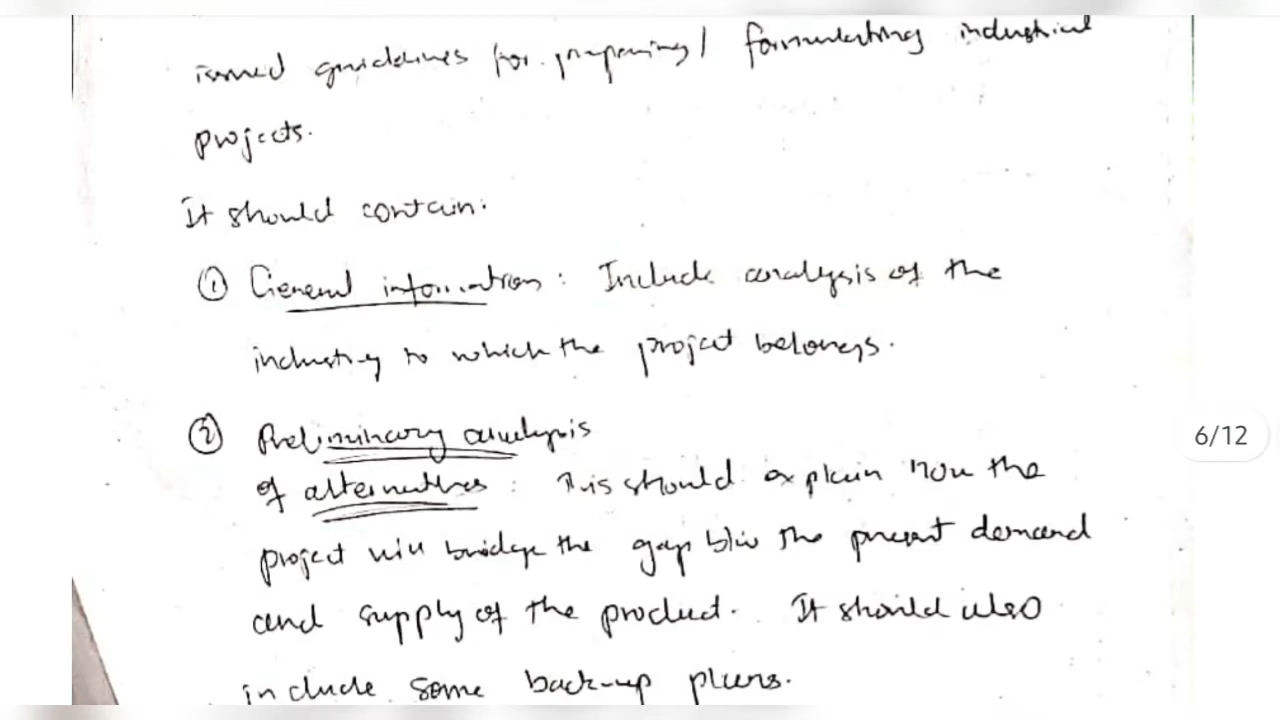 issued guidelines for preparing/ formulating industrial
projects.
It should contain:
① General information : Include analysis of the
industry to which the project belongs.
② Preliminary analysis
of alternatives : This should explain how the
project will bridge the gap b/w the present demand
and supply of the product. It should also
include some back-up plans.
6/12